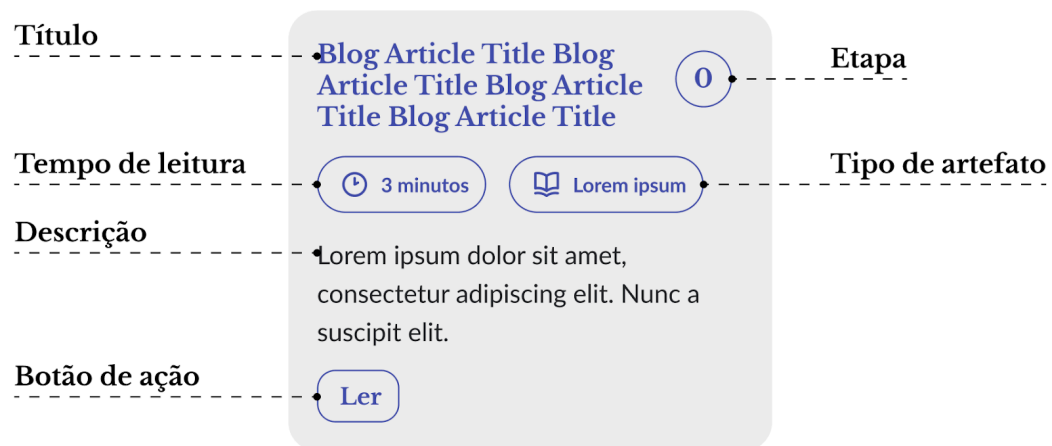 Título
Blog Article Title Blog
Article Title Blog Article
Title Blog Article Title
0
Etapa
Tempo de leitura
3 minutos
Lorem ipsum
Tipo de artefato
Descrição
Lorem ipsum dolor sit amet,
consectetur adipiscing elit. Nunc a
suscipit elit.
Botão de ação
Ler